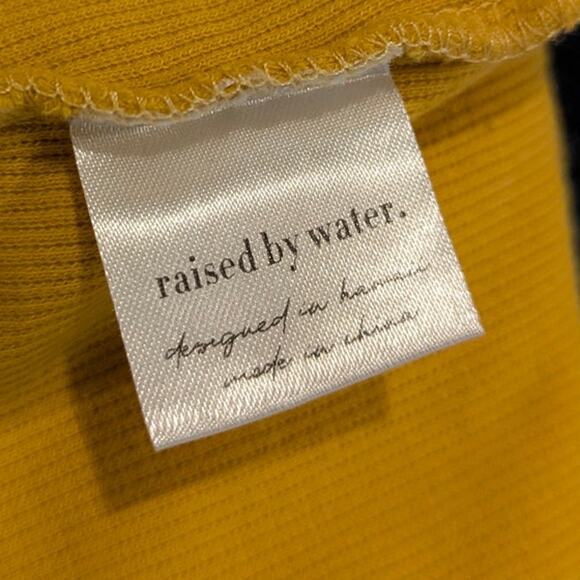 raised by water.
designed in hawaii
made in china